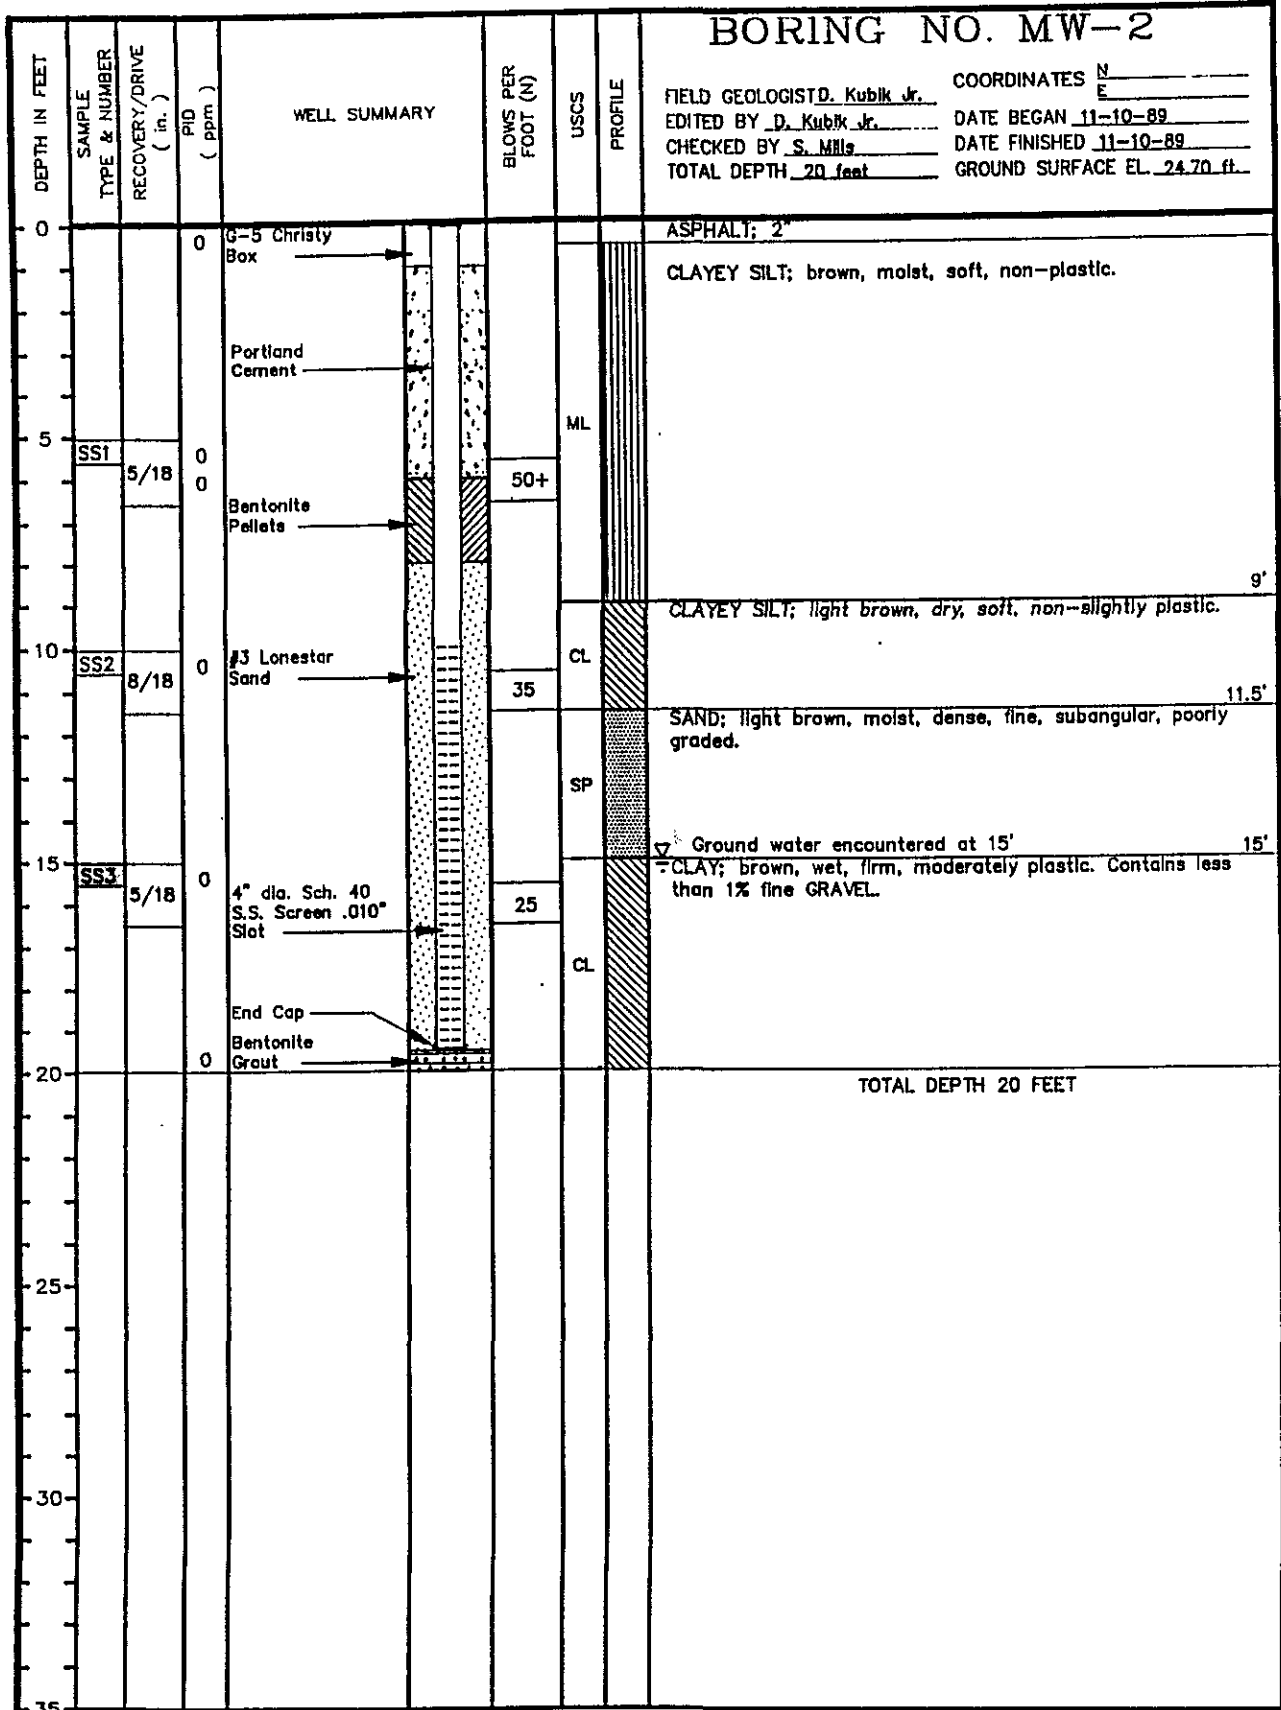 BORING NO. MW-2
FIELD GEOLOGIST D. Kubik Jr.
EDITED BY D. Kubik Jr.
CHECKED BY S. Mills
TOTAL DEPTH 20 feet
COORDINATES N
E
DATE BEGAN 11-10-89
DATE FINISHED 11-10-89
GROUND SURFACE EL. 24.70 ft.
DEPTH IN FEET
SAMPLE
TYPE & NUMBER
RECOVERY/DRIVE
( in. )
PID
( ppm )
WELL SUMMARY
BLOWS PER
FOOT (N)
USCS
PROFILE
0
0
G-5 Christy
Box
ASPHALT; 2"
CLAYEY SILT; brown, moist, soft, non-plastic.
Portland
Cement
ML
5
SS1
5/18
0
0
50+
Bentonite
Pellets
9'
CLAYEY SILT; light brown, dry, soft, non-slightly plastic.
10
SS2
8/18
0
#3 Lonestar
Sand
35
CL
11.5'
SAND; light brown, moist, dense, fine, subangular, poorly
graded.
SP
Ground water encountered at 15'
15'
15
SS3
5/18
0
4" dia. Sch. 40
S.S. Screen .010"
Slot
25
CLAY; brown, wet, firm, moderately plastic. Contains less
than 1% fine GRAVEL.
CL
End Cap
Bentonite
Grout
0
20
TOTAL DEPTH 20 FEET
25
30
35